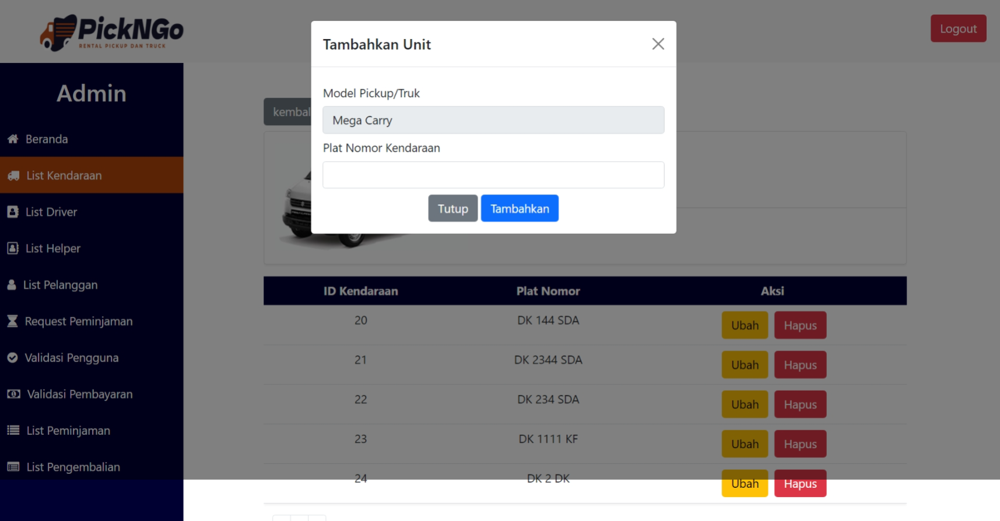 PickNGo
RENTAL PICKUP DAN TRUCK
Logout
Tambahkan Unit
Model Pickup/Truk
Mega Carry
Plat Nomor Kendaraan
Tutup Tambahkan
Admin
Beranda
List Kendaraan
List Driver
List Helper
List Pelanggan
Request Peminjaman
Validasi Pengguna
Validasi Pembayaran
List Peminjaman
List Pengembalian
ID Kendaraan Plat Nomor Aksi
20 DK 144 SDA Ubah Hapus
21 DK 2344 SDA Ubah Hapus
22 DK 234 SDA Ubah Hapus
23 DK 1111 KF Ubah Hapus
24 DK 2 DK Ubah Hapus